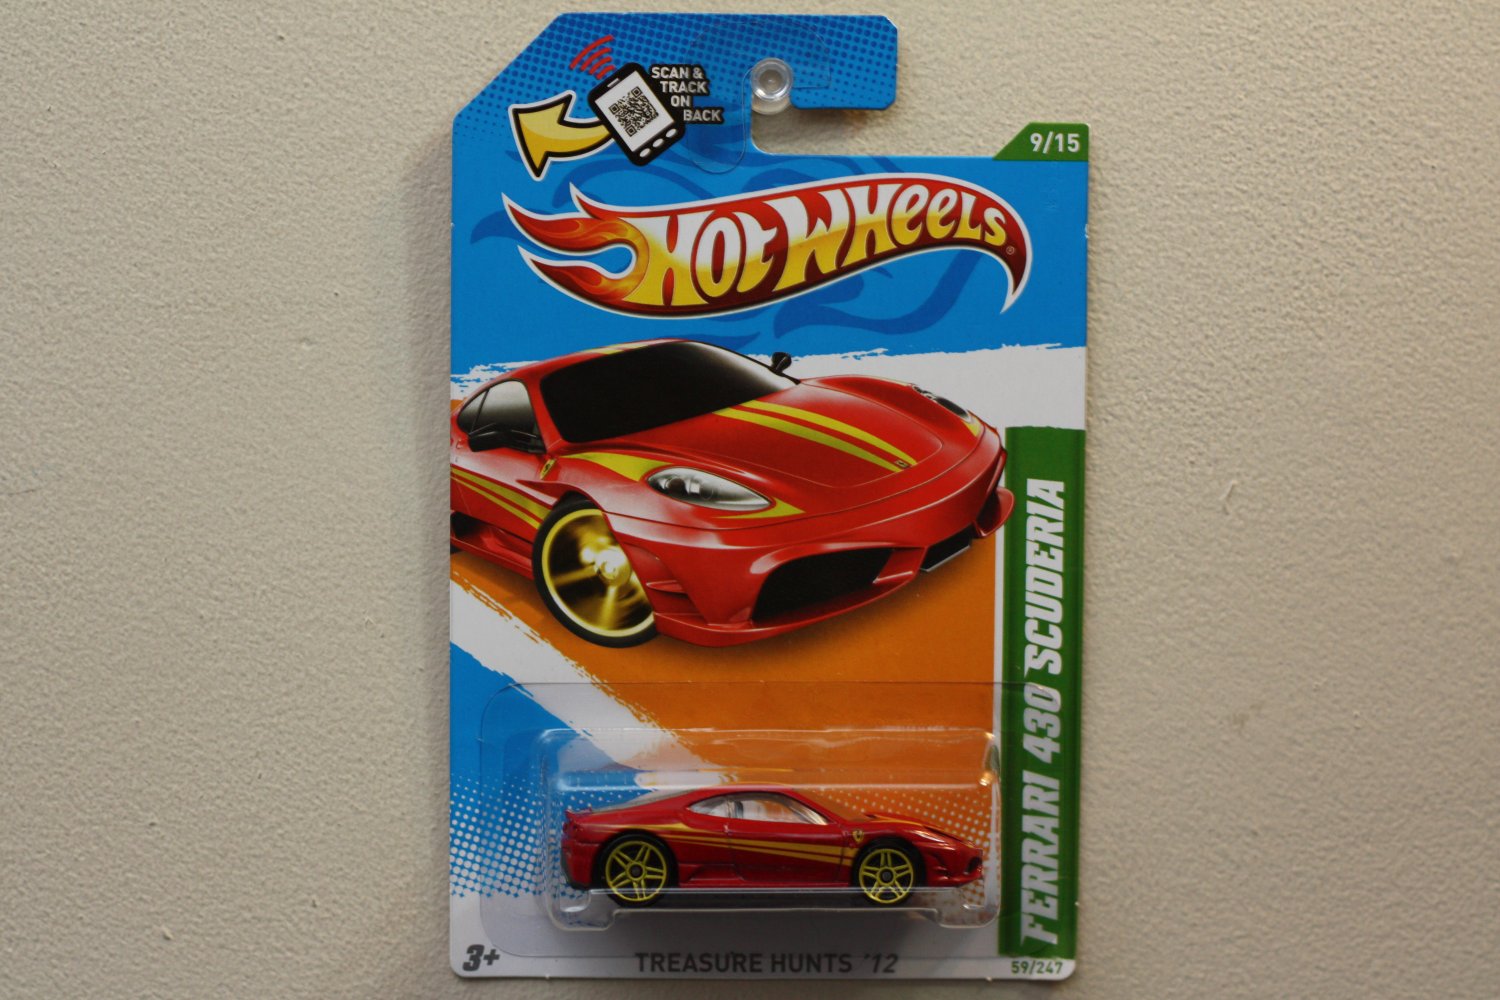 SCAN &
TRACK
ON
BACK
9/15
HOT WHEELS
FERRARI 430 SCUDERIA
3+
TREASURE HUNTS '12
59/247